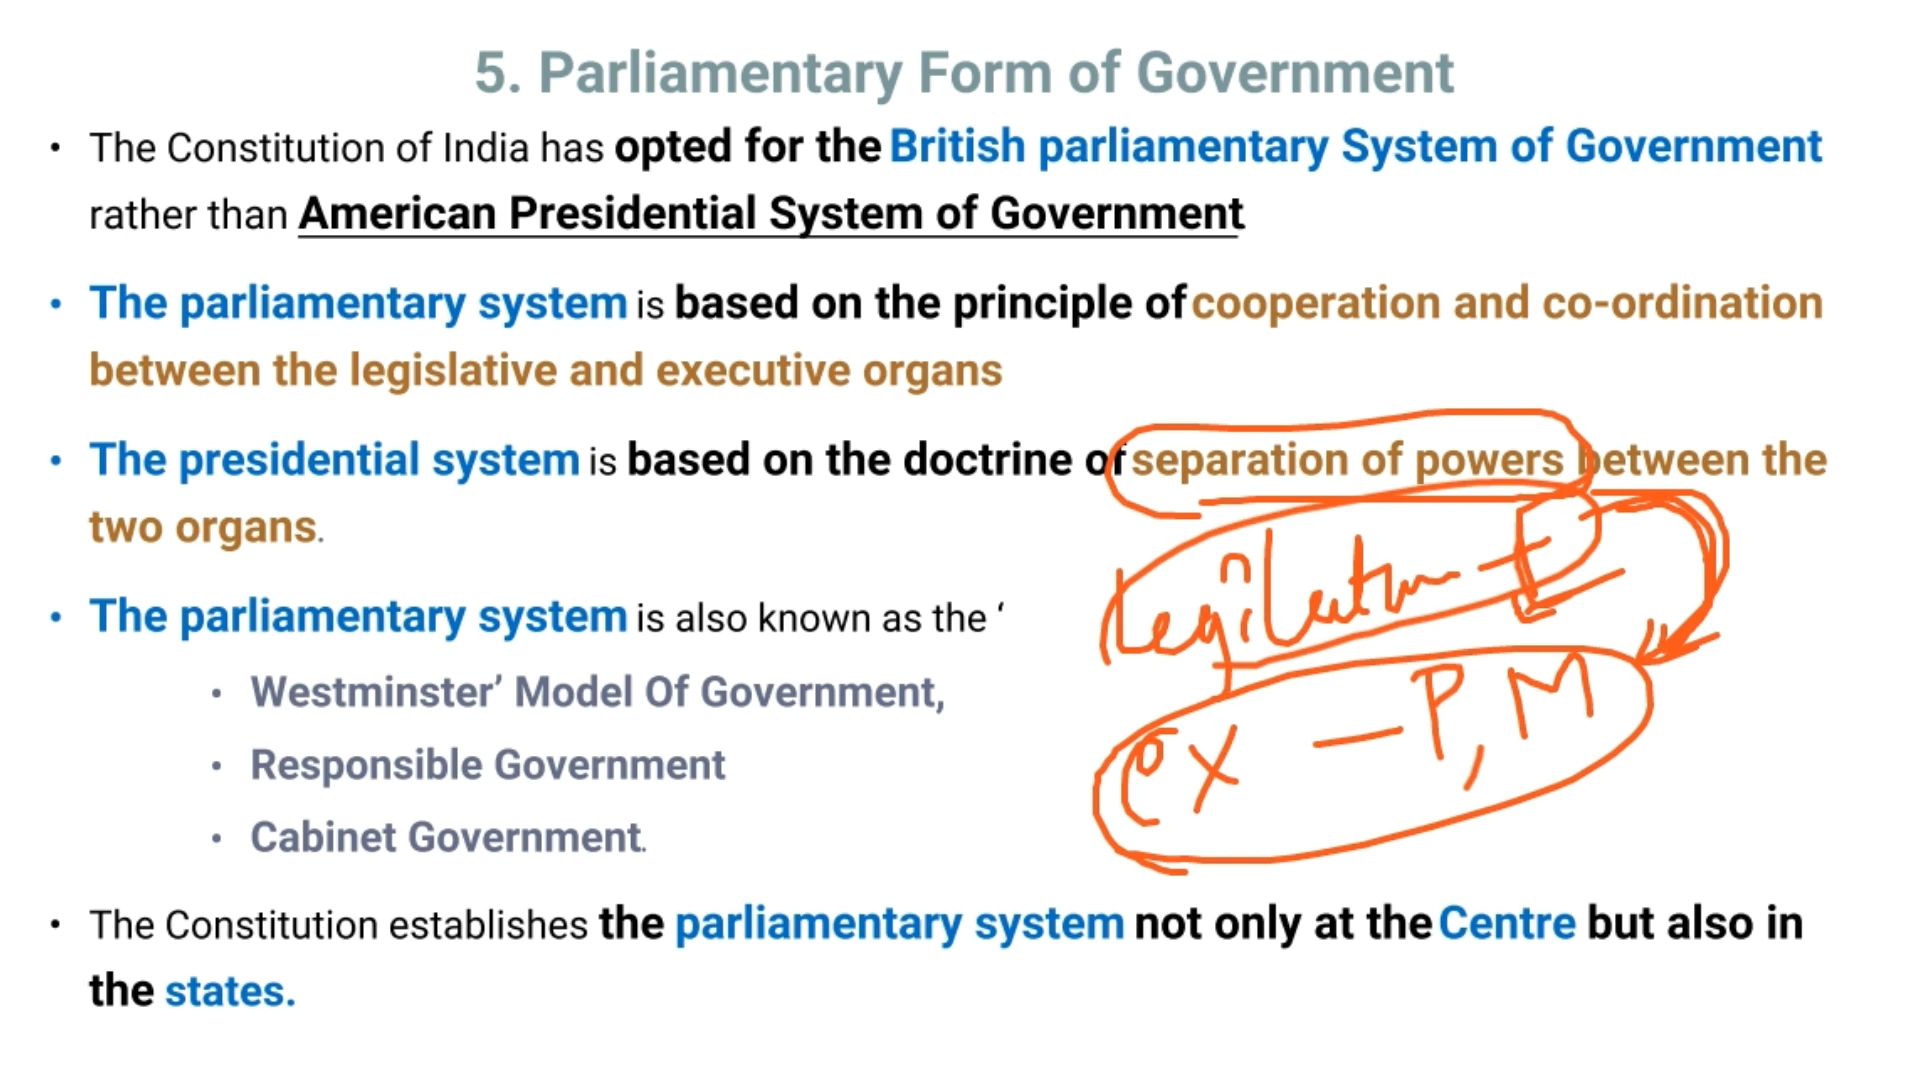 5. Parliamentary Form of Government
• The Constitution of India has opted for the British parliamentary System of Government
rather than American Presidential System of Government
• The parliamentary system is based on the principle of cooperation and co-ordination
between the legislative and executive organs
• The presidential system is based on the doctrine of separation of powers between the
two organs.
• The parliamentary system is also known as the ‘
• Westminster’ Model Of Government,
• Responsible Government
• Cabinet Government.
ex — P, M
• The Constitution establishes the parliamentary system not only at the Centre but also in
the states.